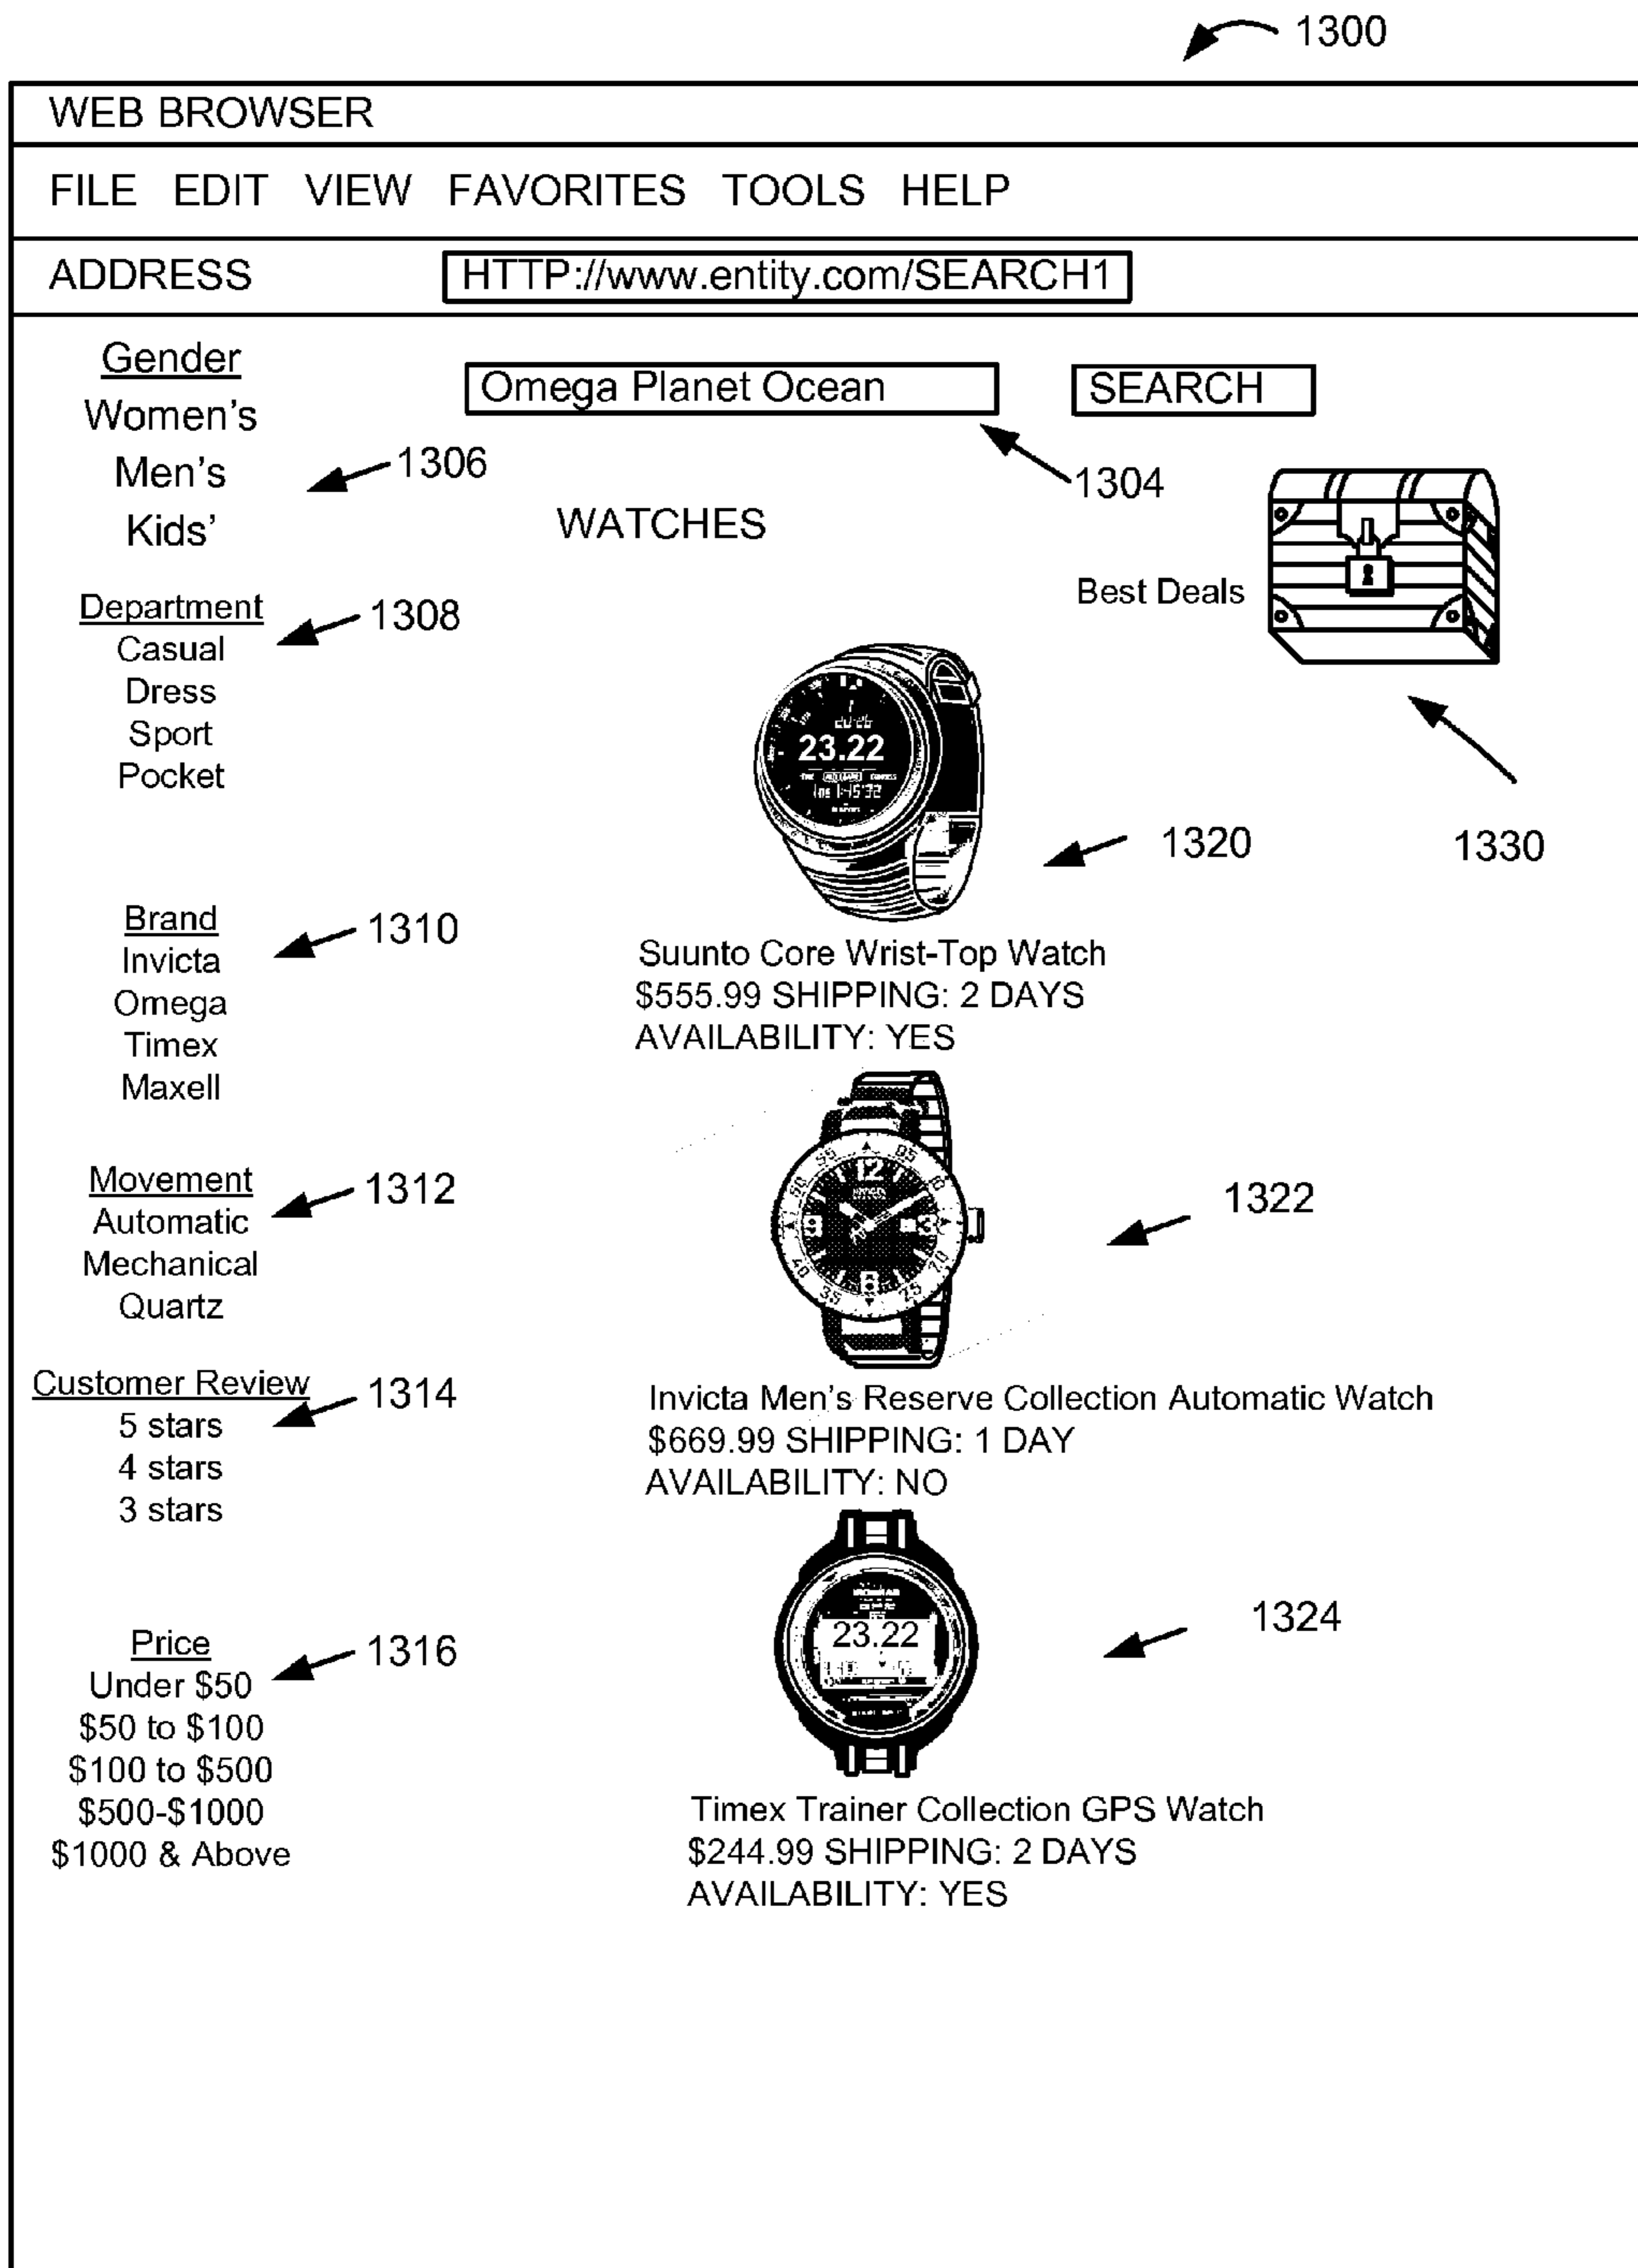 1300
WEB BROWSER
FILE EDIT VIEW FAVORITES TOOLS HELP
ADDRESS HTTP://www.entity.com/SEARCH1
Gender
Women's
Men's
Kids'
1306
Omega Planet Ocean SEARCH
1304
WATCHES
Best Deals
1330
Department
Casual
Dress
Sport
Pocket
1308
Brand
Invicta
Omega
Timex
Maxell
1310
Movement
Automatic
Mechanical
Quartz
1312
Customer Review
5 stars
4 stars
3 stars
1314
Price
Under $50
$50 to $100
$100 to $500
$500-$1000
$1000 & Above
1316
23.22
1320
Suunto Core Wrist-Top Watch
$555.99 SHIPPING: 2 DAYS
AVAILABILITY: YES
1322
Invicta Men's Reserve Collection Automatic Watch
$669.99 SHIPPING: 1 DAY
AVAILABILITY: NO
23.22
1324
Timex Trainer Collection GPS Watch
$244.99 SHIPPING: 2 DAYS
AVAILABILITY: YES